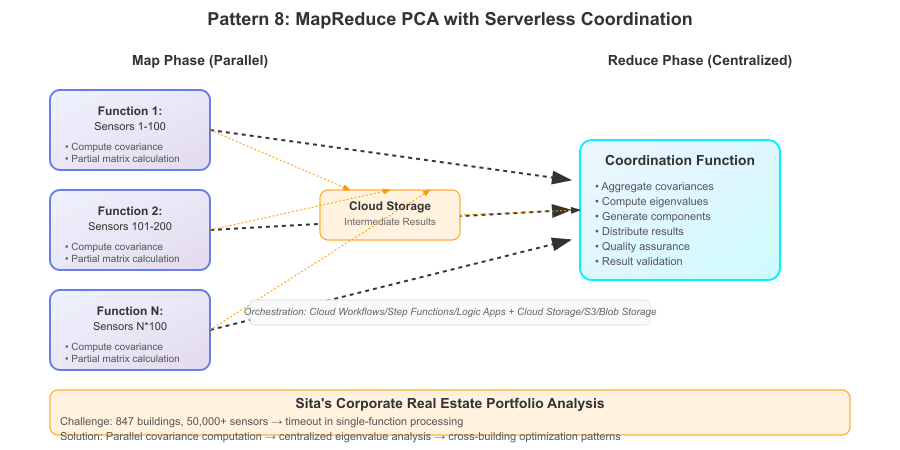 Pattern 8: MapReduce PCA with Serverless Coordination
Map Phase (Parallel)
Reduce Phase (Centralized)
Function 1:
Sensors 1-100
• Compute covariance
• Partial matrix calculation
Function 2:
Sensors 101-200
• Compute covariance
• Partial matrix calculation
Function N:
Sensors N*100
• Compute covariance
• Partial matrix calculation
Cloud Storage
Intermediate Results
Coordination Function
• Aggregate covariances
• Compute eigenvalues
• Generate components
• Distribute results
• Quality assurance
• Result validation
Orchestration: Cloud Workflows/Step Functions/Logic Apps + Cloud Storage/S3/Blob Storage
Sita's Corporate Real Estate Portfolio Analysis
Challenge: 847 buildings, 50,000+ sensors → timeout in single-function processing
Solution: Parallel covariance computation → centralized eigenvalue analysis → cross-building optimization patterns